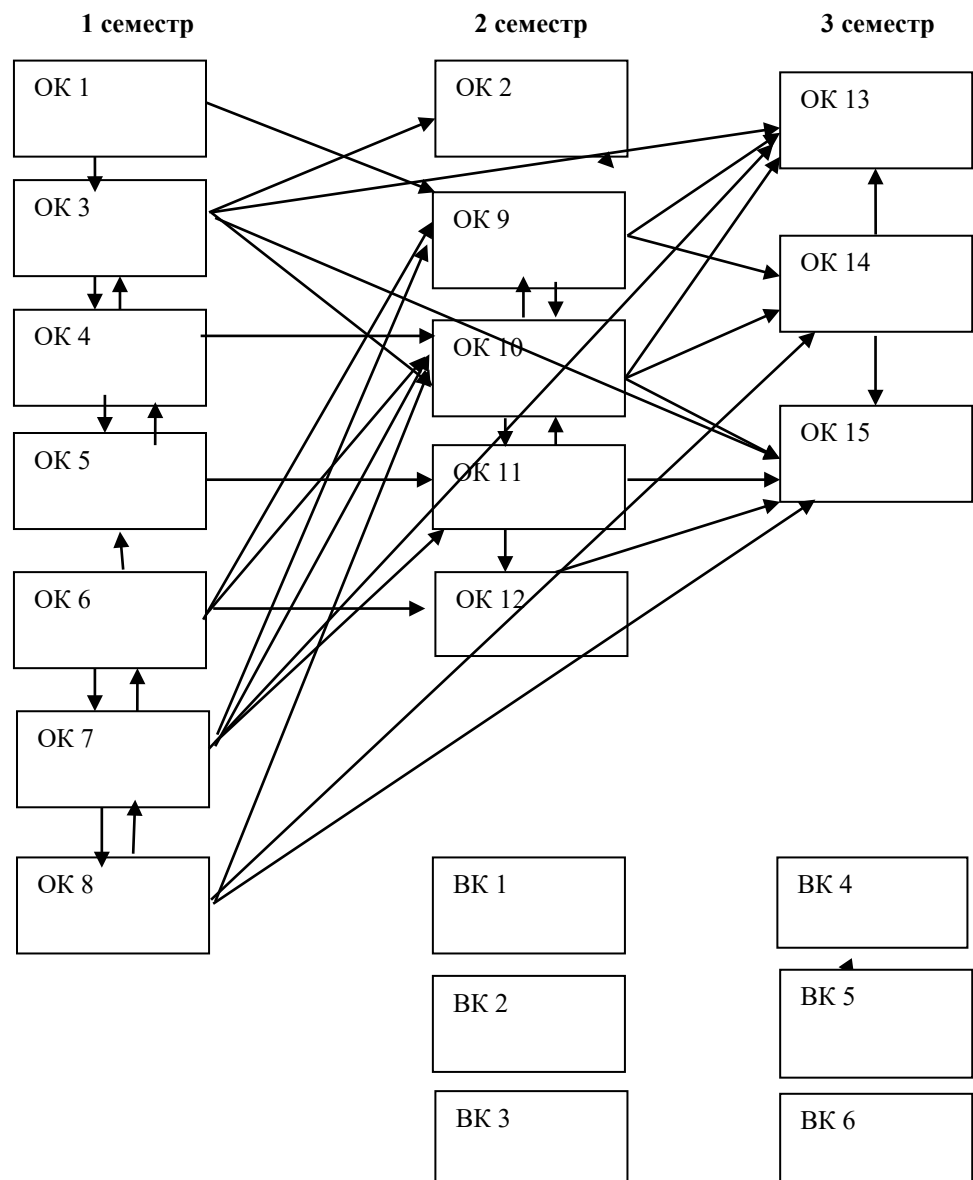 1 семестр
2 семестр
3 семестр
ОК 1
ОК 2
ОК 13
ОК 3
ОК 9
ОК 14
ОК 4
ОК 10
ОК 15
ОК 5
ОК 11
ОК 6
ОК 12
ОК 7
ОК 8
ВК 1
ВК 4
ВК 2
ВК 5
ВК 3
ВК 6